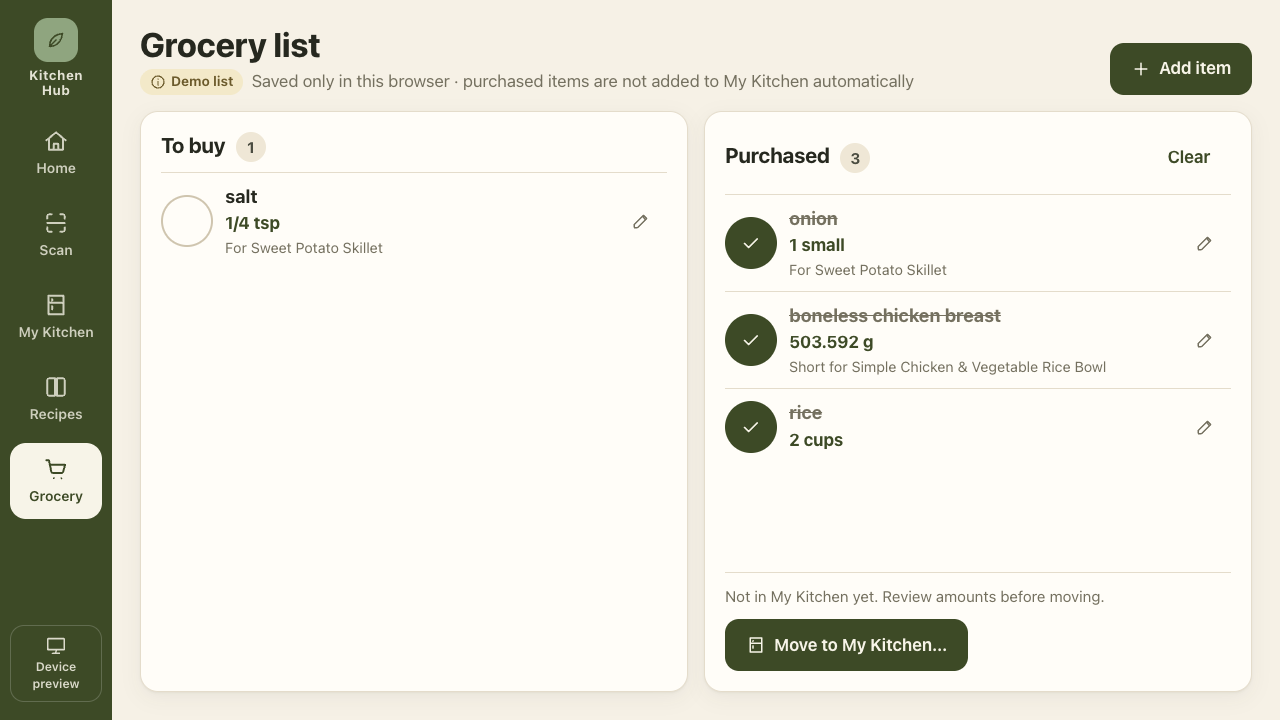 Kitchen
Hub
Home
Scan
My Kitchen
Recipes
Grocery
Device
preview
Grocery list
Demo list Saved only in this browser · purchased items are not added to My Kitchen automatically
Add item
To buy 1
salt
1/4 tsp
For Sweet Potato Skillet
Purchased 3
Clear
onion
1 small
For Sweet Potato Skillet
boneless chicken breast
503.592 g
Short for Simple Chicken & Vegetable Rice Bowl
rice
2 cups
Not in My Kitchen yet. Review amounts before moving.
Move to My Kitchen...